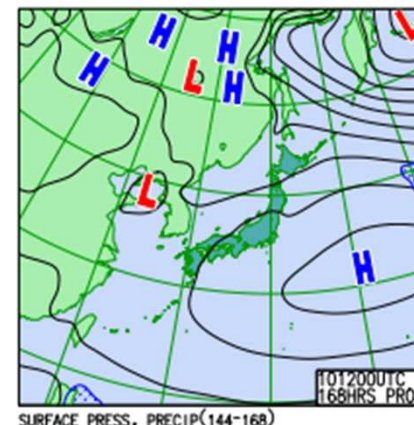 H
H
L
H
H
L
L
H
101200UTC
168HRS PRO
SURFACE PRESS, PRECIP(144-168)